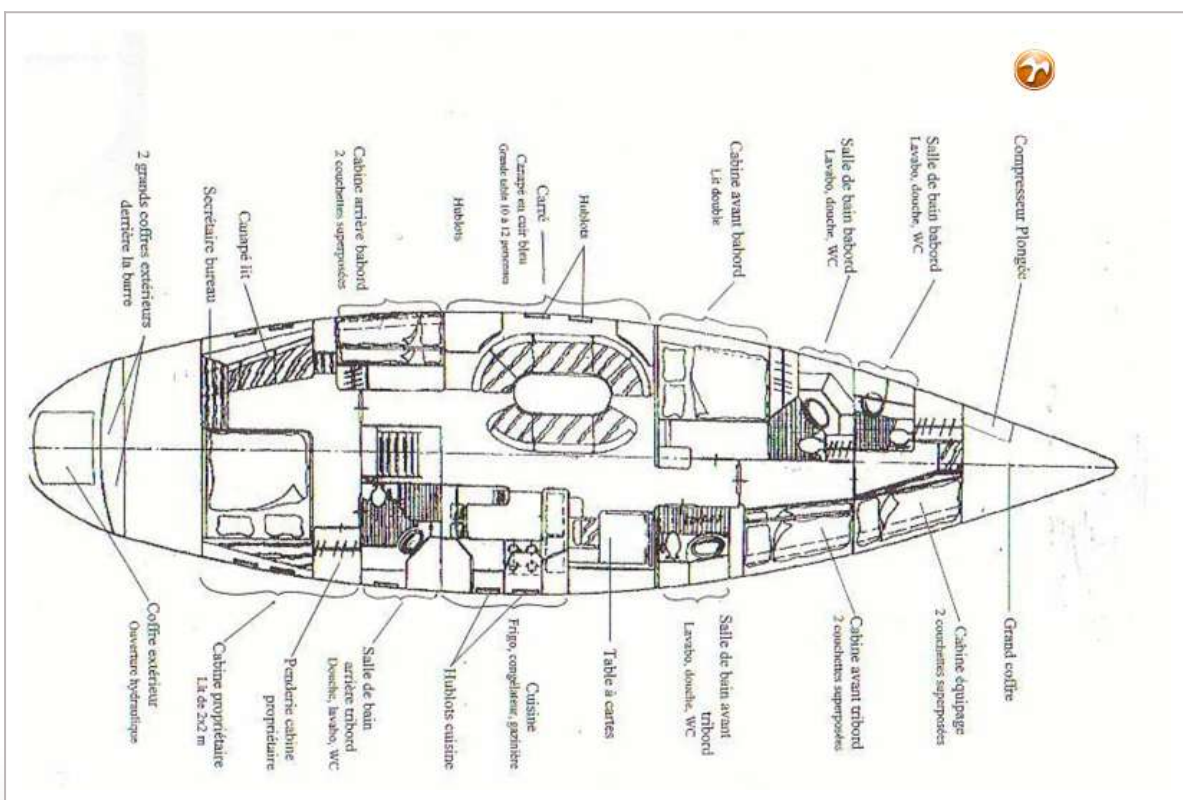 Compresseur Plongée
Salle de bain babord
Lavabo, douche, WC
Salle de bain babord
Lavabo, douche, WC
Cabine avant babord
Lit double
Hublots
Carré
Canapé en cuir bleu
Grande table 10 à 12 personnes
Hublots
Cabine arrière babord
2 couchettes superposées
Canapé lit
Secrétaire bureau
2 grands coffres extérieurs
derrière la barre
Grand coffre
Cabine équipage
2 couchettes superposées
Cabine avant tribord
2 couchettes superposées
Salle de bain avant
tribord
Lavabo, douche, WC
Table à cartes
Cuisine
Frigo, congélateur, gazinière
Hublots cuisine
Salle de bain
arrière tribord
Douche, lavabo, WC
Penderie cabine
propriétaire
Cabine propriétaire
Lit de 2x2 m
Coffre extérieur
Ouverture hydraulique